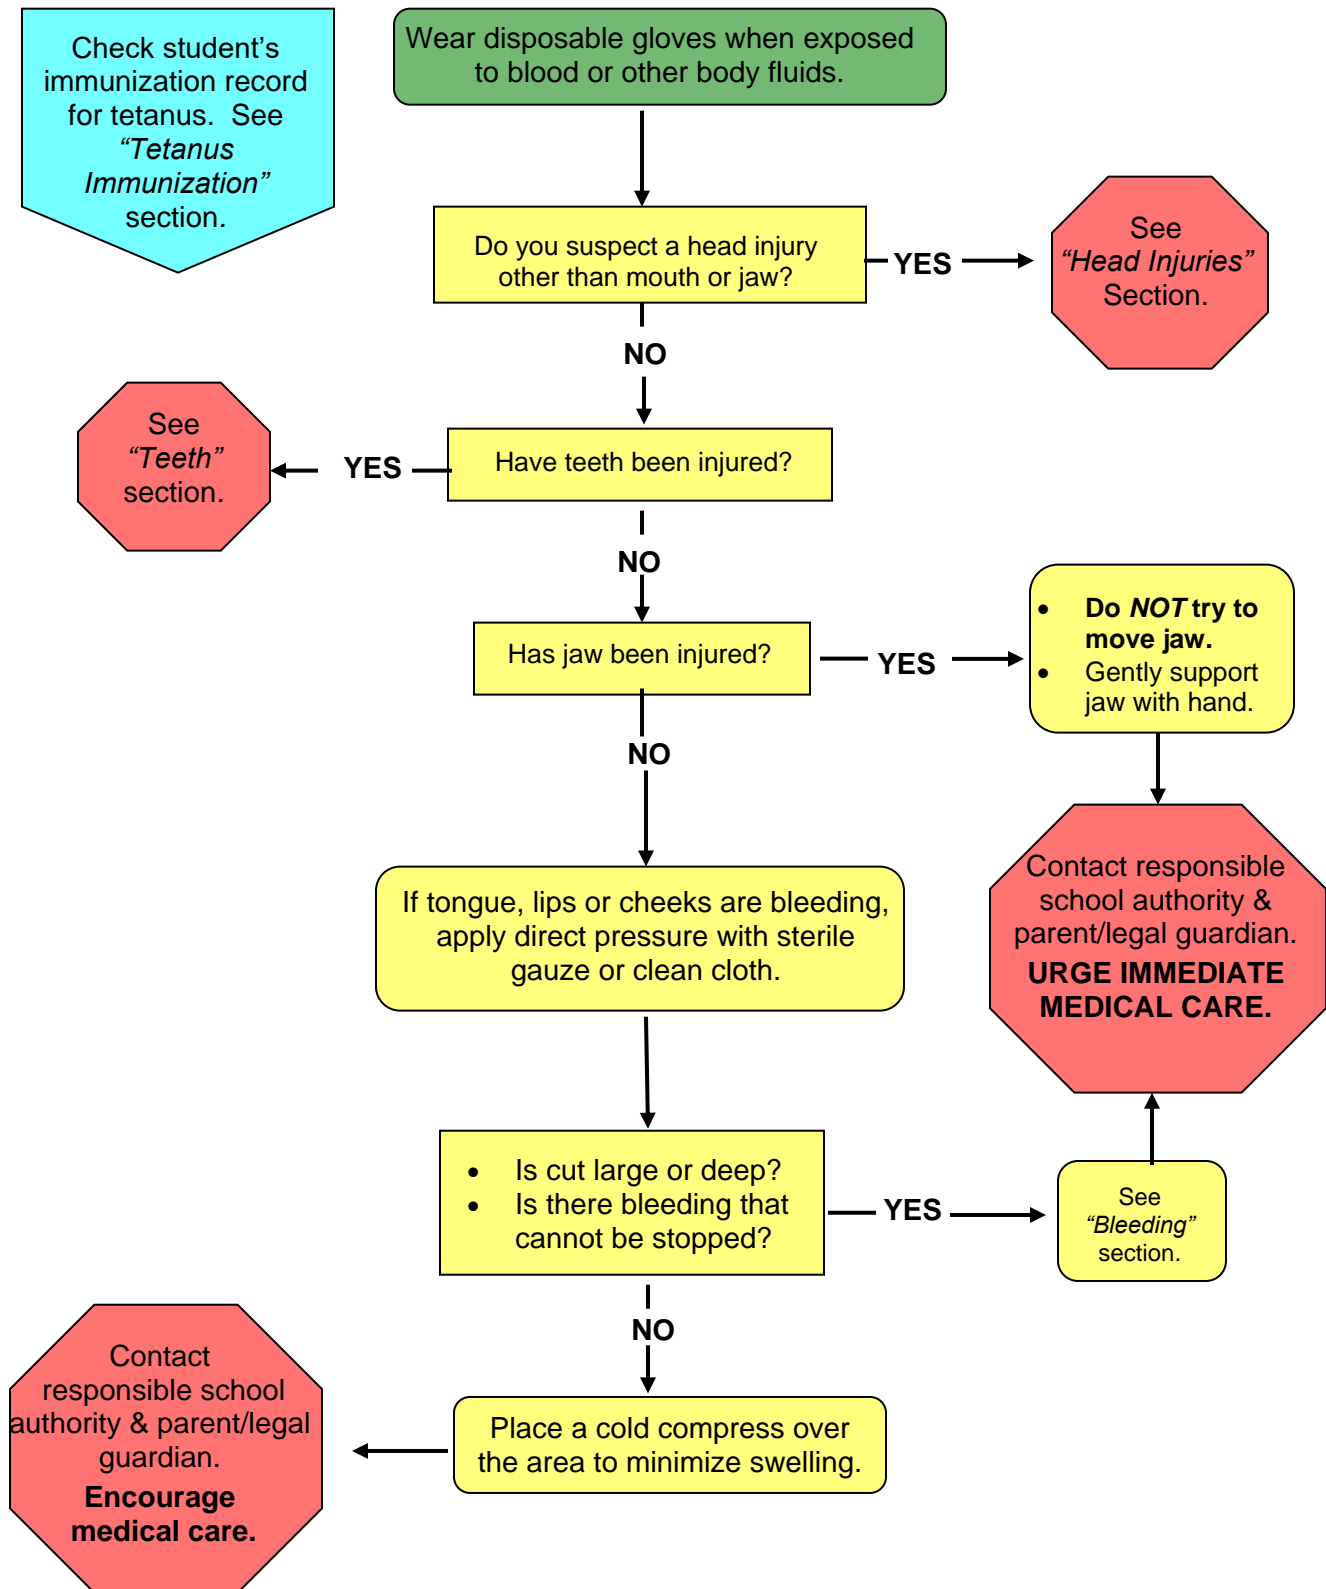 Check student’s
immunization record
for tetanus.  See
“Tetanus
Immunization”
section.
Wear disposable gloves when exposed
to blood or other body fluids.
Do you suspect a head injury
other than mouth or jaw?
YES
See
“Head Injuries”
Section.
NO
See
“Teeth”
section.
YES
Have teeth been injured?
NO
Has jaw been injured?
YES
• Do NOT try to
move jaw.
• Gently support
jaw with hand.
NO
If tongue, lips or cheeks are bleeding,
apply direct pressure with sterile
gauze or clean cloth.
Contact responsible
school authority &
parent/legal guardian.
URGE IMMEDIATE
MEDICAL CARE.
• Is cut large or deep?
• Is there bleeding that
cannot be stopped?
YES
See
“Bleeding”
section.
NO
Place a cold compress over
the area to minimize swelling.
Contact
responsible school
authority & parent/legal
guardian.
Encourage
medical care.